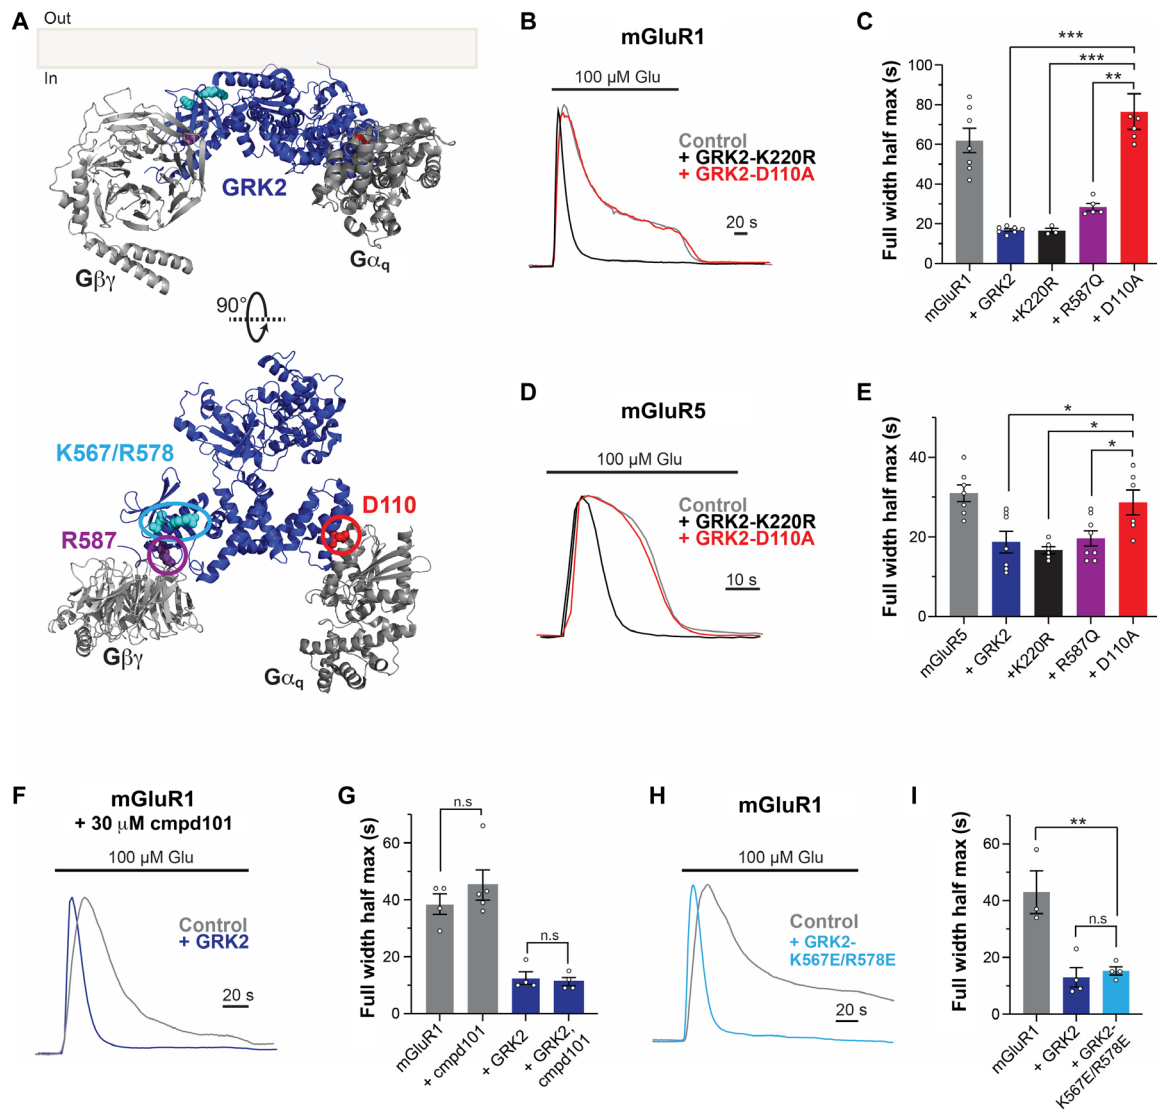 A
Out
In
GRK2
Gβγ
Gαq
90°
K567/R578
D110
R587
Gβγ
Gαq
B
mGluR1
100 µM Glu
Control
+ GRK2-K220R
+ GRK2-D110A
20 s
C
Full width half max (s)
100
80
60
40
20
0
***
***
**
mGluR1
+ GRK2
+K220R
+ R587Q
+ D110A
D
mGluR5
100 µM Glu
Control
+ GRK2-K220R
+ GRK2-D110A
10 s
E
Full width half max (s)
40
20
0
*
*
*
mGluR5
+ GRK2
+K220R
+ R587Q
+ D110A
F
mGluR1
+ 30 µM cmpd101
100 µM Glu
Control
+ GRK2
20 s
G
Full width half max (s)
60
40
20
0
n.s
n.s
mGluR1
+ cmpd101
+ GRK2
+ GRK2,
cmpd101
H
mGluR1
100 µM Glu
Control
+ GRK2-
K567E/R578E
20 s
I
Full width half max (s)
60
40
20
0
**
n.s
mGluR1
+ GRK2
+ GRK2-
K567E/R578E